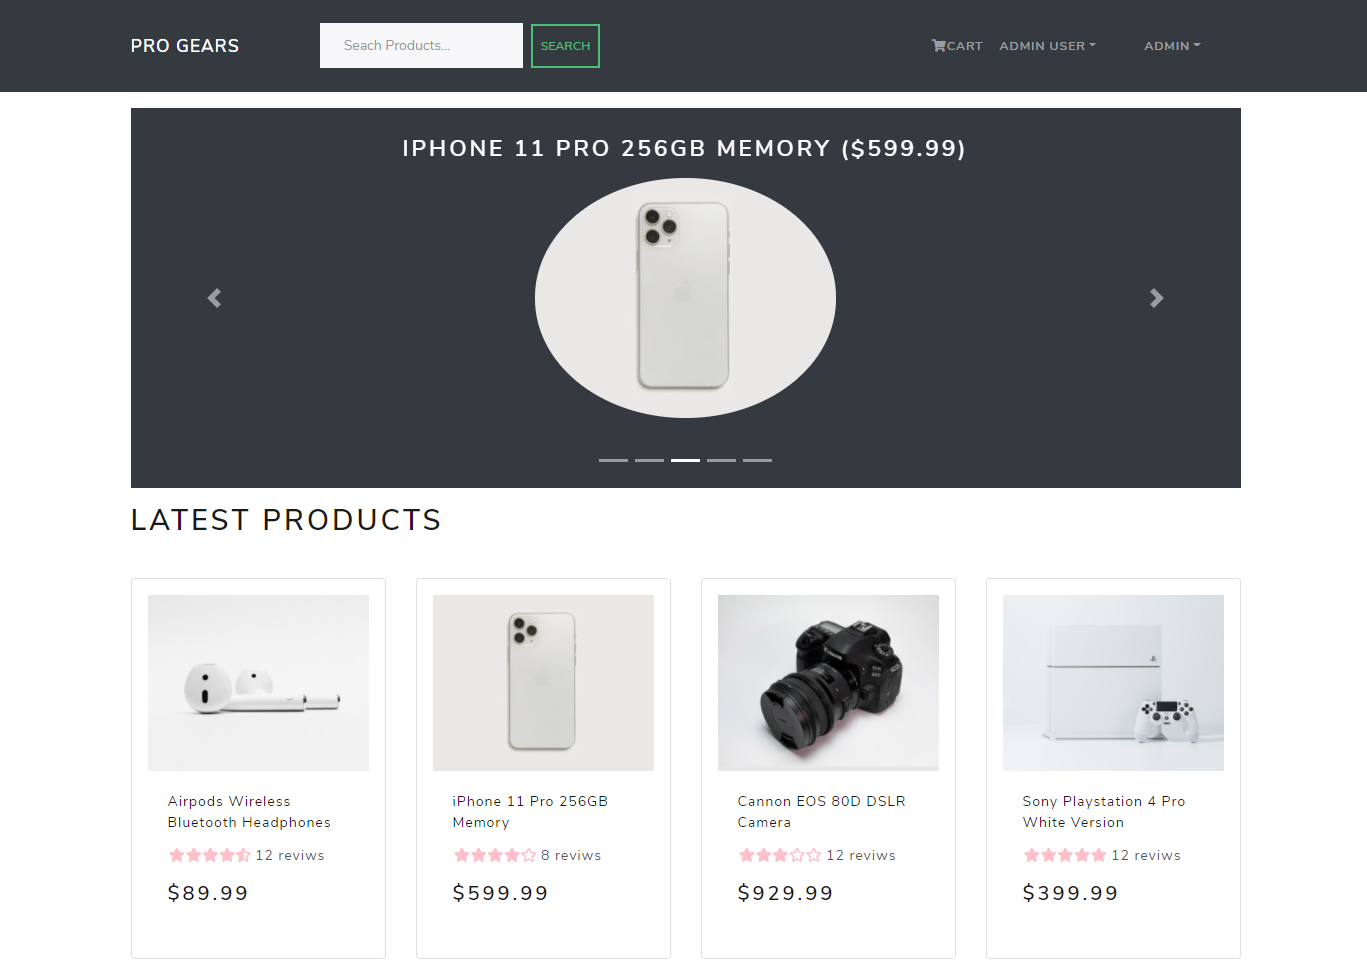 PRO GEARS
Seach Products...
SEARCH
CART
ADMIN USER
ADMIN
IPHONE 11 PRO 256GB MEMORY ($599.99)
LATEST PRODUCTS
Airpods Wireless
Bluetooth Headphones
12 reviws
$89.99
iPhone 11 Pro 256GB
Memory
8 reviws
$599.99
Canon
Cannon EOS 80D DSLR
Camera
12 reviws
$929.99
Sony Playstation 4 Pro
White Version
12 reviws
$399.99